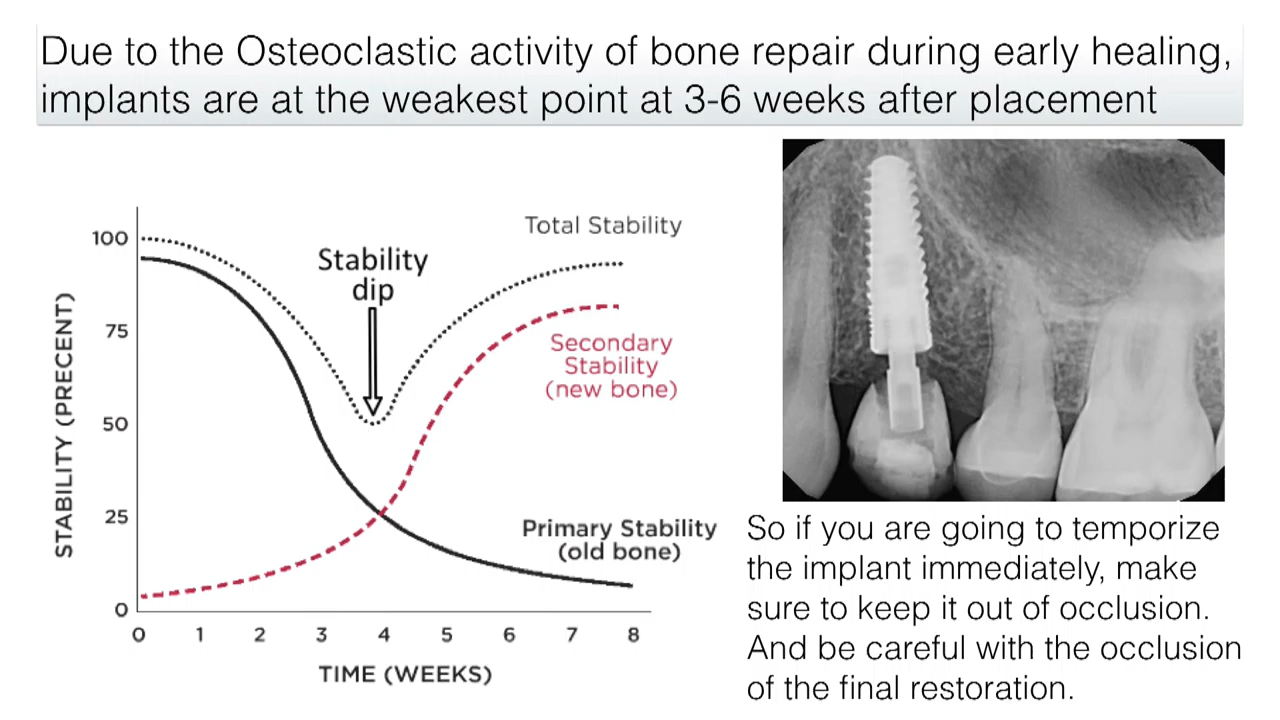 Due to the Osteoclastic activity of bone repair during early healing,
implants are at the weakest point at 3-6 weeks after placement
STABILITY (PRECENT)
100
75
50
25
0
Total Stability
Stability
dip
Secondary
Stability
(new bone)
Primary Stability
(old bone)
0 1 2 3 4 5 6 7 8
TIME (WEEKS)
So if you are going to temporize
the implant immediately, make
sure to keep it out of occlusion.
And be careful with the occlusion
of the final restoration.